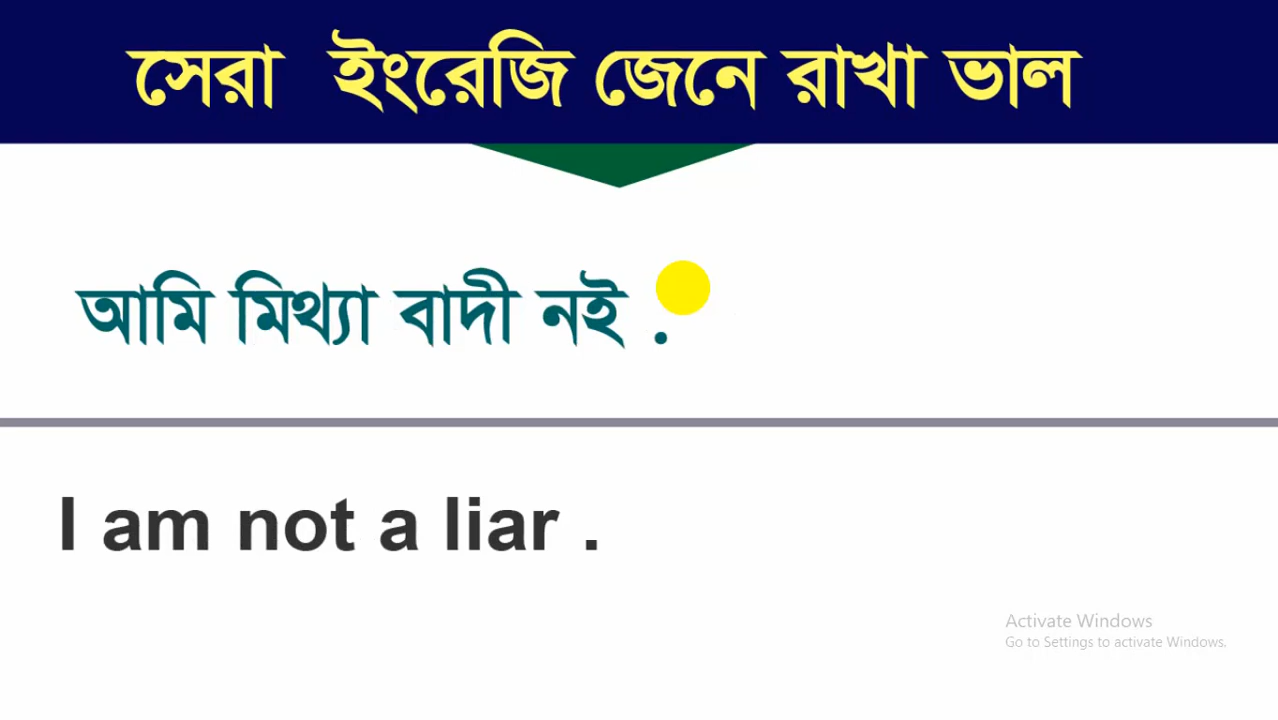 সেরা ইংরেজি জেনে রাখা ভাল
আমি মিথ্যা বাদী নই .
I am not a liar .
Activate Windows
Go to Settings to activate Windows.